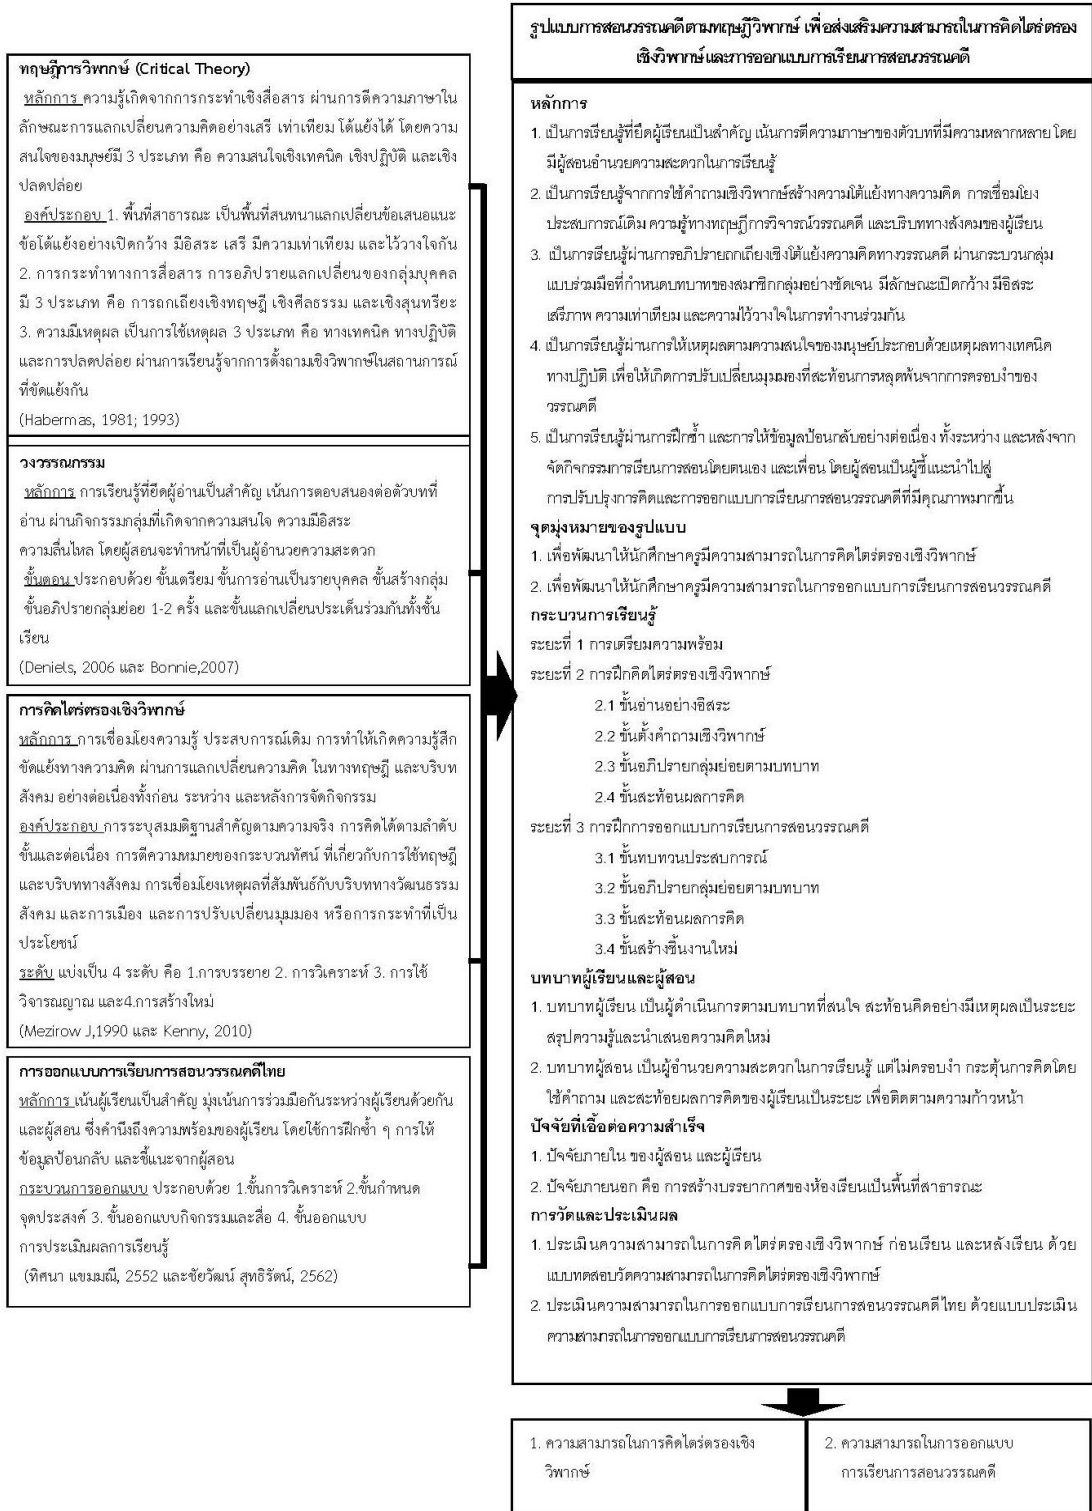 ทฤษฎีการวิพากษ์ (Critical Theory)
หลักการ ความรู้เกิดจากการกระทำเชิงสื่อสาร ผ่านการตีความภาษาใน
ลักษณะการแลกเปลี่ยนความคิดอย่างเสรี เท่าเทียม โต้แย้งได้ โดยความ
สนใจของมนุษย์มี 3 ประเภท คือ ความสนใจเชิงเทคนิค เชิงปฏิบัติ และเชิง
ปลดปล่อย
องค์ประกอบ 1. พื้นที่สาธารณะ เป็นพื้นที่สนทนาแลกเปลี่ยนข้อเสนอแนะ
ข้อโต้แย้งอย่างเปิดกว้าง มีอิสระ เสรี มีความเท่าเทียม และไว้วางใจกัน
2. การกระทำทางการสื่อสาร การอภิปรายแลกเปลี่ยนของกลุ่มบุคคล
มี 3 ประเภท คือ การถกเถียงเชิงทฤษฎี เชิงศีลธรรม และเชิงสุนทรียะ
3. ความมีเหตุผล เป็นการใช้เหตุผล 3 ประเภท คือ ทางเทคนิค ทางปฏิบัติ
และการปลดปล่อย ผ่านการเรียนรู้จากการตั้งถามเชิงวิพากษ์ในสถานการณ์
ที่ขัดแย้งกัน
(Habermas, 1981; 1993)
วงวรรณกรรม
หลักการ การเรียนรู้ที่ยึดผู้อ่านเป็นสำคัญ เน้นการตอบสนองต่อตัวบทที่
อ่าน ผ่านกิจกรรมกลุ่มที่เกิดจากความสนใจ ความมีอิสระ
ความลื่นไหล โดยผู้สอนจะทำหน้าที่เป็นผู้อำนวยความสะดวก
ขั้นตอน ประกอบด้วย ขั้นเตรียม ขั้นการอ่านเป็นรายบุคคล ขั้นสร้างกลุ่ม
ขั้นอภิปรายกลุ่มย่อย 1-2 ครั้ง และขั้นแลกเปลี่ยนประเด็นร่วมกันทั้งชั้น
เรียน
(Deniels, 2006 และ Bonnie,2007)
การคิดไตร่ตรองเชิงวิพากษ์
หลักการ การเชื่อมโยงความรู้ ประสบการณ์เดิม การทำให้เกิดความรู้สึก
ขัดแย้งทางความคิด ผ่านการแลกเปลี่ยนความคิด ในทางทฤษฎี และบริบท
สังคม อย่างต่อเนื่องทั้งก่อน ระหว่าง และหลังการจัดกิจกรรม
องค์ประกอบ การระบุสมมติฐานสำคัญตามความจริง การคิดได้ตามลำดับ
ขั้นและต่อเนื่อง การตีความหมายของกระบวนทัศน์ ที่เกี่ยวกับการใช้ทฤษฎี
และบริบททางสังคม การเชื่อมโยงเหตุผลที่สัมพันธ์กับบริบททางวัฒนธรรม
สังคม และการเมือง และการปรับเปลี่ยนมุมมอง หรือการกระทำที่เป็น
ประโยชน์
ระดับ แบ่งเป็น 4 ระดับ คือ 1.การบรรยาย 2. การวิเคราะห์ 3. การใช้
วิจารณญาณ และ4.การสร้างใหม่
(Mezirow J,1990 และ Kenny, 2010)
การออกแบบการเรียนการสอนวรรณคดีไทย
หลักการ เน้นผู้เรียนเป็นสำคัญ มุ่งเน้นการร่วมมือกันระหว่างผู้เรียนด้วยกัน
และผู้สอน ซึ่งคำนึงถึงความพร้อมของผู้เรียน โดยใช้การฝึกซ้ำ ๆ การให้
ข้อมูลป้อนกลับ และชี้แนะจากผู้สอน
กระบวนการออกแบบ ประกอบด้วย 1.ขั้นการวิเคราะห์ 2.ขั้นกำหนด
จุดประสงค์ 3. ขั้นออกแบบกิจกรรมและสื่อ 4. ขั้นออกแบบ
การประเมินผลการเรียนรู้
(ทิศนา แขมมณี, 2552 และชัยวัฒน์ สุทธิรัตน์, 2562)
รูปแบบการสอนวรรณคดีตามทฤษฎีวิพากษ์ เพื่อส่งเสริมความสามารถในการคิดไตร่ตรอง
เชิงวิพากษ์และการออกแบบการเรียนการสอนวรรณคดี
หลักการ
1. เป็นการเรียนรู้ที่ยึดผู้เรียนเป็นสำคัญ เน้นการตีความภาษาของตัวบทที่มีความหลากหลาย โดย
มีผู้สอนอำนวยความสะดวกในการเรียนรู้
2. เป็นการเรียนรู้จากการใช้คำถามเชิงวิพากษ์สร้างความโต้แย้งทางความคิด การเชื่อมโยง
ประสบการณ์เดิม ความรู้ทางทฤษฎีการวิจารณ์วรรณคดี และบริบททางสังคมของผู้เรียน
3. เป็นการเรียนรู้ผ่านการอภิปรายถกเถียงเชิงโต้แย้งความคิดทางวรรณคดี ผ่านกระบวนกลุ่ม
แบบร่วมมือที่กำหนดบทบาทของสมาชิกกลุ่มอย่างชัดเจน มีลักษณะเปิดกว้าง มีอิสระ
เสรีภาพ ความเท่าเทียม และความไว้วางใจในการทำงานร่วมกัน
4. เป็นการเรียนรู้ผ่านการให้เหตุผลตามความสนใจของมนุษย์ประกอบด้วยเหตุผลทางเทคนิค
ทางปฏิบัติ เพื่อให้เกิดการปรับเปลี่ยนมุมมองที่สะท้อนการหลุดพ้นจากการครอบงำของ
วรรณคดี
5. เป็นการเรียนรู้ผ่านการฝึกซ้ำ และการให้ข้อมูลป้อนกลับอย่างต่อเนื่อง ทั้งระหว่าง และหลังจาก
จัดกิจกรรมการเรียนการสอนโดยตนเอง และเพื่อน โดยผู้สอนเป็นผู้ชี้แนะนำไปสู่
การปรับปรุงการคิดและการออกแบบการเรียนการสอนวรรณคดีที่มีคุณภาพมากขึ้น
จุดมุ่งหมายของรูปแบบ
1. เพื่อพัฒนาให้นักศึกษาครูมีความสามารถในการคิดไตร่ตรองเชิงวิพากษ์
2. เพื่อพัฒนาให้นักศึกษาครูมีความสามารถในการออกแบบการเรียนการสอนวรรณคดี
กระบวนการเรียนรู้
ระยะที่ 1 การเตรียมความพร้อม
ระยะที่ 2 การฝึกคิดไตร่ตรองเชิงวิพากษ์
2.1 ขั้นอ่านอย่างอิสระ
2.2 ขั้นตั้งคำถามเชิงวิพากษ์
2.3 ขั้นอภิปรายกลุ่มย่อยตามบทบาท
2.4 ขั้นสะท้อนผลการคิด
ระยะที่ 3 การฝึกการออกแบบการเรียนการสอนวรรณคดี
3.1 ขั้นทบทวนประสบการณ์
3.2 ขั้นอภิปรายกลุ่มย่อยตามบทบาท
3.3 ขั้นสะท้อนผลการคิด
3.4 ขั้นสร้างชิ้นงานใหม่
บทบาทผู้เรียนและผู้สอน
1. บทบาทผู้เรียน เป็นผู้ดำเนินการตามบทบาทที่สนใจ สะท้อนคิดอย่างมีเหตุผลเป็นระยะ
สรุปความรู้และนำเสนอความคิดใหม่
2. บทบาทผู้สอน เป็นผู้อำนวยความสะดวกในการเรียนรู้ แต่ไม่ครอบงำ กระตุ้นการคิดโดย
ใช้คำถาม และสะท้อยผลการคิดของผู้เรียนเป็นระยะ เพื่อติดตามความก้าวหน้า
ปัจจัยที่เอื้อต่อความสำเร็จ
1. ปัจจัยภายใน ของผู้สอน และผู้เรียน
2. ปัจจัยภายนอก คือ การสร้างบรรยากาศของห้องเรียนเป็นพื้นที่สาธารณะ
การวัดและประเมินผล
1. ประเมินความสามารถในการคิดไตร่ตรองเชิงวิพากษ์ ก่อนเรียน และหลังเรียน ด้วย
แบบทดสอบวัดความสามารถในการคิดไตร่ตรองเชิงวิพากษ์
2. ประเมินความสามารถในการออกแบบการเรียนการสอนวรรณคดีไทย ด้วยแบบประเมิน
ความสามารถในการออกแบบการเรียนการสอนวรรณคดี
1. ความสามารถในการคิดไตร่ตรองเชิง
วิพากษ์
2. ความสามารถในการออกแบบ
การเรียนการสอนวรรณคดี